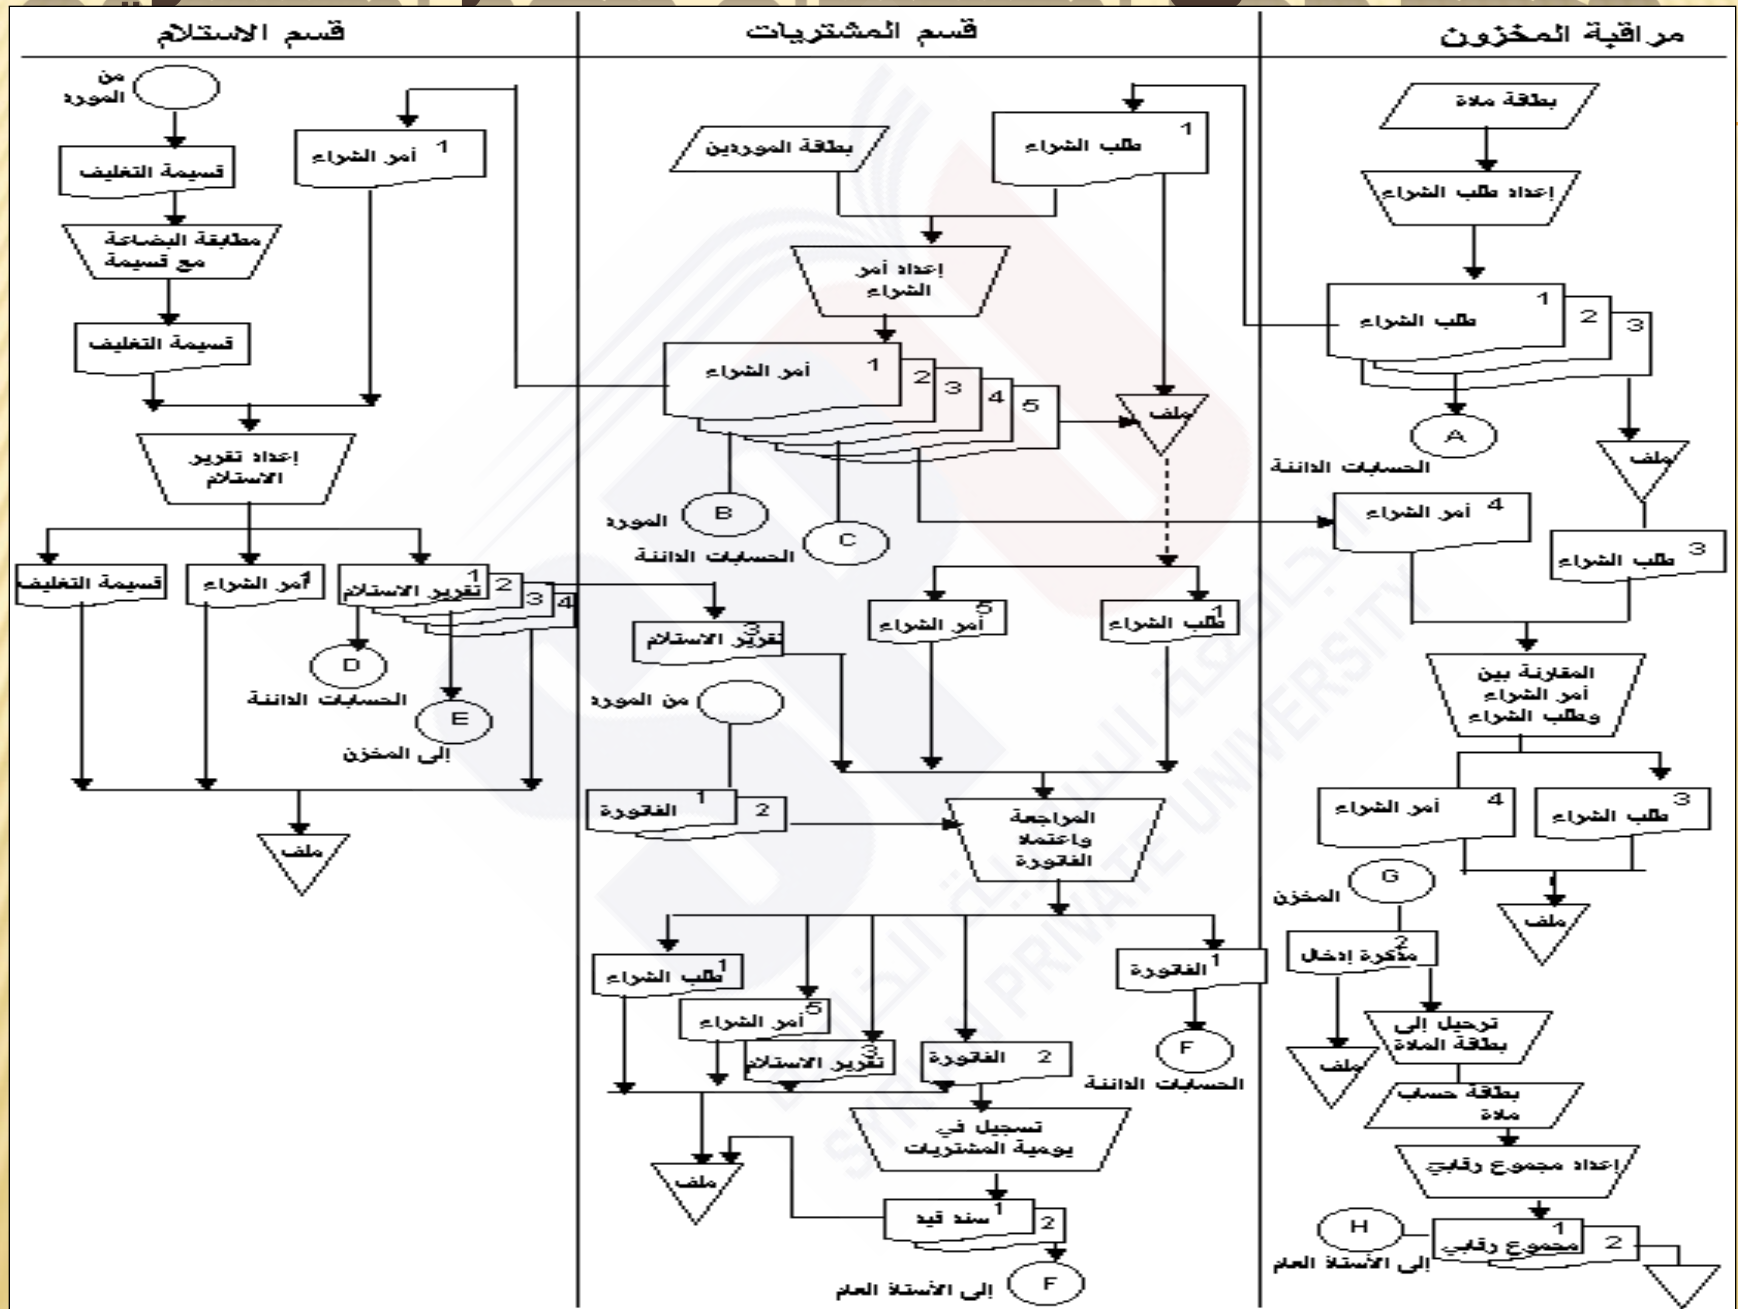 مراقبة المخزون
قسم المشتريات
قسم الاستلام
بطاقة مادة
إعداد طلب الشراء
طلب الشراء
1
2
3
A
الحسابات الدائنة
ملف
أمر الشراء 4
طلب الشراء 3
المقارنة بين
أمر الشراء
وطلب الشراء
أمر الشراء 4
طلب الشراء 3
ملف
G
المخزن
مذكرة إدخال 2
ملف
ترحيل إلى
بطاقة المادة
بطاقة حساب
مادة
إعداد مجموع رقابي
مجموع رقابي
1
2
H
إلى الأستاذ العام
طلب الشراء 1
بطاقة الموردين
إعداد أمر
الشراء
أمر الشراء
1
2
3
4
5
ملف
B
المورد
C
الحسابات الدائنة
طلب الشراء 1
أمر الشراء 5
تقرير الاستلام 3
من المورد
الفاتورة
1
2
المراجعة
واعتماد
الفاتورة
طلب الشراء 1
أمر الشراء 5
تقرير الاستلام 3
الفاتورة 2
الفاتورة 1
F
الحسابات الدائنة
تسجيل في
يومية المشتريات
ملف
سند قيد
1
2
F
إلى الأستاذ العام
من
المورد
قسيمة التغليف
أمر الشراء 1
مطابقة البضاعة
مع قسيمة
قسيمة التغليف
إعداد تقرير
الاستلام
قسيمة التغليف
أمر الشراء 1
تقرير الاستلام
1
2
3
4
D
الحسابات الدائنة
E
إلى المخزن
ملف
الجامعة السورية الخاصة
SYRIAN PRIVATE UNIVERSITY